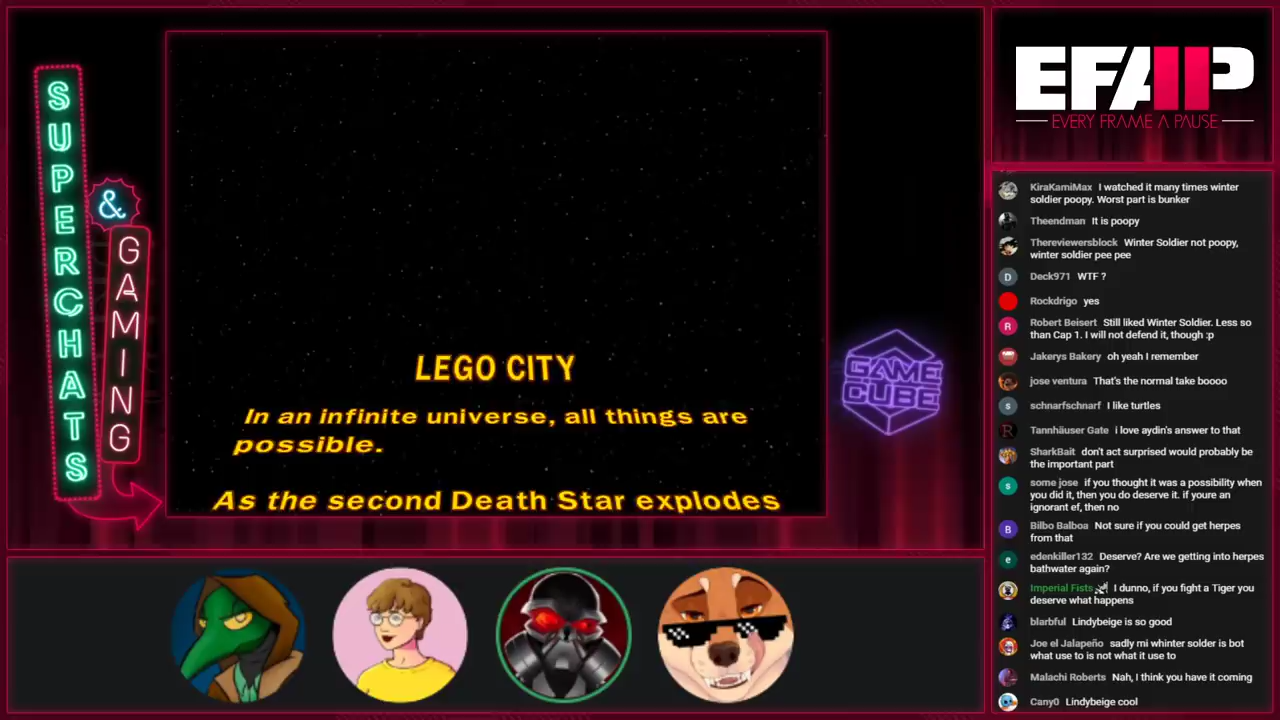 SUPERCHATS
&
GAMING
LEGO CITY
In an infinite universe, all things are
possible.
As the second Death Star explodes
GAME
CUBE
EFAP
EVERY FRAME A PAUSE
KiraKamiMax I watched it many times winter
soldier poopy. Worst part is bunker
Theendman It is poopy
Thereviewersblock Winter Soldier not poopy,
winter soldier pee pee
D
Deck971 WTF ?
Rockdrigo yes
R
Robert Beisert Still liked Winter Soldier. Less so
than Cap 1. I will not defend it, though :p
Jakerys Bakery oh yeah I remember
jose ventura That's the normal take boooo
s
schnarfschnarf I like turtles
R
Tannhäuser Gate i love aydin's answer to that
SharkBait don't act surprised would probably be
the important part
s
some jose if you thought it was a possibility when
you did it, then you do deserve it. if youre an
ignorant ef, then no
B
Bilbo Balboa Not sure if you could get herpes
from that
e
edenkiller132 Deserve? Are we getting into herpes
bathwater again?
Imperial Fists I dunno, if you fight a Tiger you
deserve what happens
blarbful Lindybeige is so good
Joe el Jalapeño sadly mi whinter solder is bot
what use to is not what it use to
Malachi Roberts Nah, I think you have it coming
Cany0 Lindybeige cool